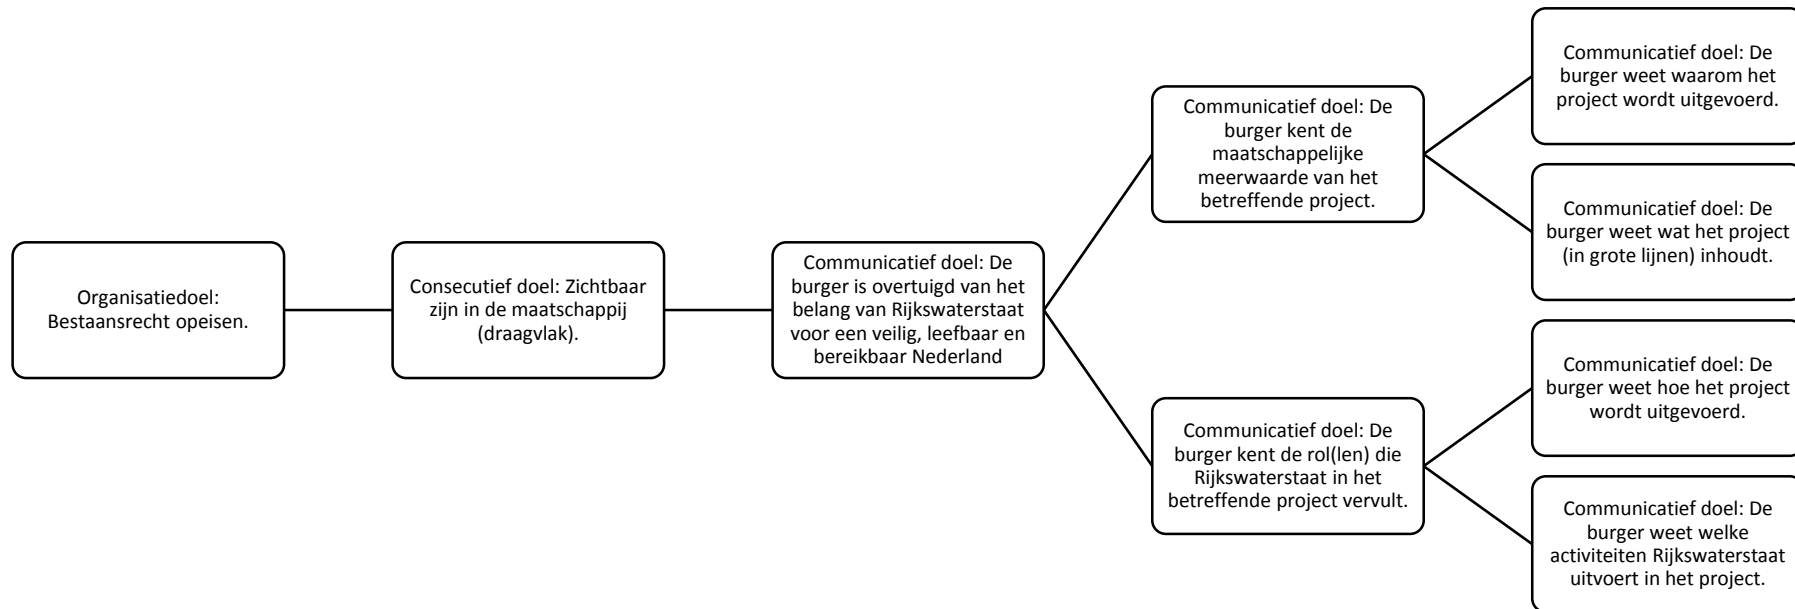 Organisatiedoel:
Bestaansrecht opeisen.
Consecutief doel: Zichtbaar
zijn in de maatschappij
(draagvlak).
Communicatief doel: De
burger is overtuigd van het
belang van Rijkswaterstaat
voor een veilig, leefbaar en
bereikbaar Nederland
Communicatief doel: De
burger kent de
maatschappelijke
meerwaarde van het
betreffende project.
Communicatief doel: De
burger weet waarom het
project wordt uitgevoerd.
Communicatief doel: De
burger weet wat het project
(in grote lijnen) inhoudt.
Communicatief doel: De
burger kent de rol(len) die
Rijkswaterstaat in het
betreffende project vervult.
Communicatief doel: De
burger weet hoe het project
wordt uitgevoerd.
Communicatief doel: De
burger weet welke
activiteiten Rijkswaterstaat
uitvoert in het project.